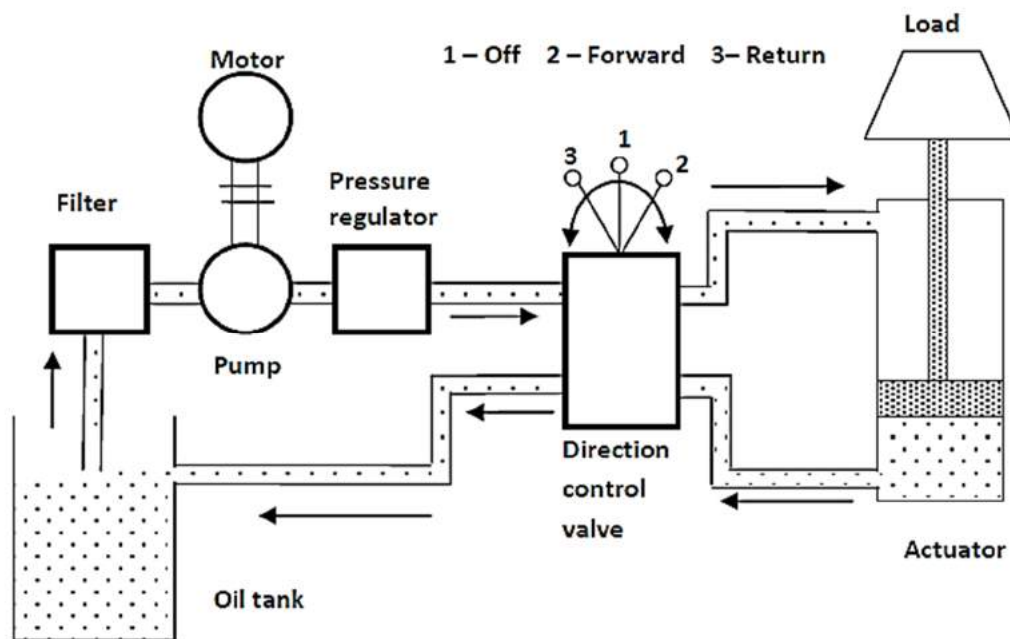 Load
Motor
1 – Off 2 – Forward 3– Return
1
3
2
Filter
Pressure
regulator
Pump
Direction
control
valve
Actuator
Oil tank